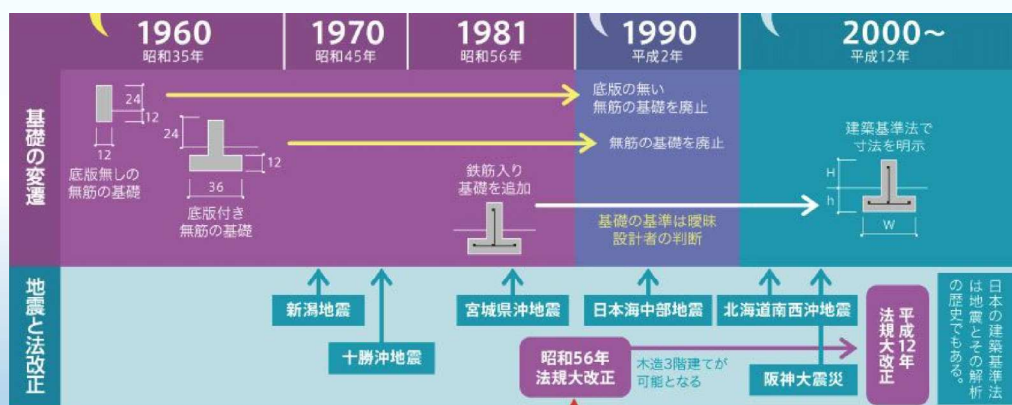 1960
昭和35年
1970
昭和45年
1981
昭和56年
1990
平成2年
2000〜
平成12年
基礎の変遷
24
12
12
底版無しの
無筋の基礎
24
12
36
底版付き
無筋の基礎
鉄筋入り
基礎を追加
底版の無い
無筋の基礎を廃止
無筋の基礎を廃止
基礎の基準は曖昧
設計者の判断
建築基準法で
寸法を明示
H
h
W
地震と法改正
新潟地震
十勝沖地震
宮城県沖地震
日本海中部地震
北海道南西沖地震
阪神大震災
昭和56年
法規大改正
木造3階建てが
可能となる
平成12年
法規大改正
日本の建築基準法
は地震とその解析
の歴史でもある。